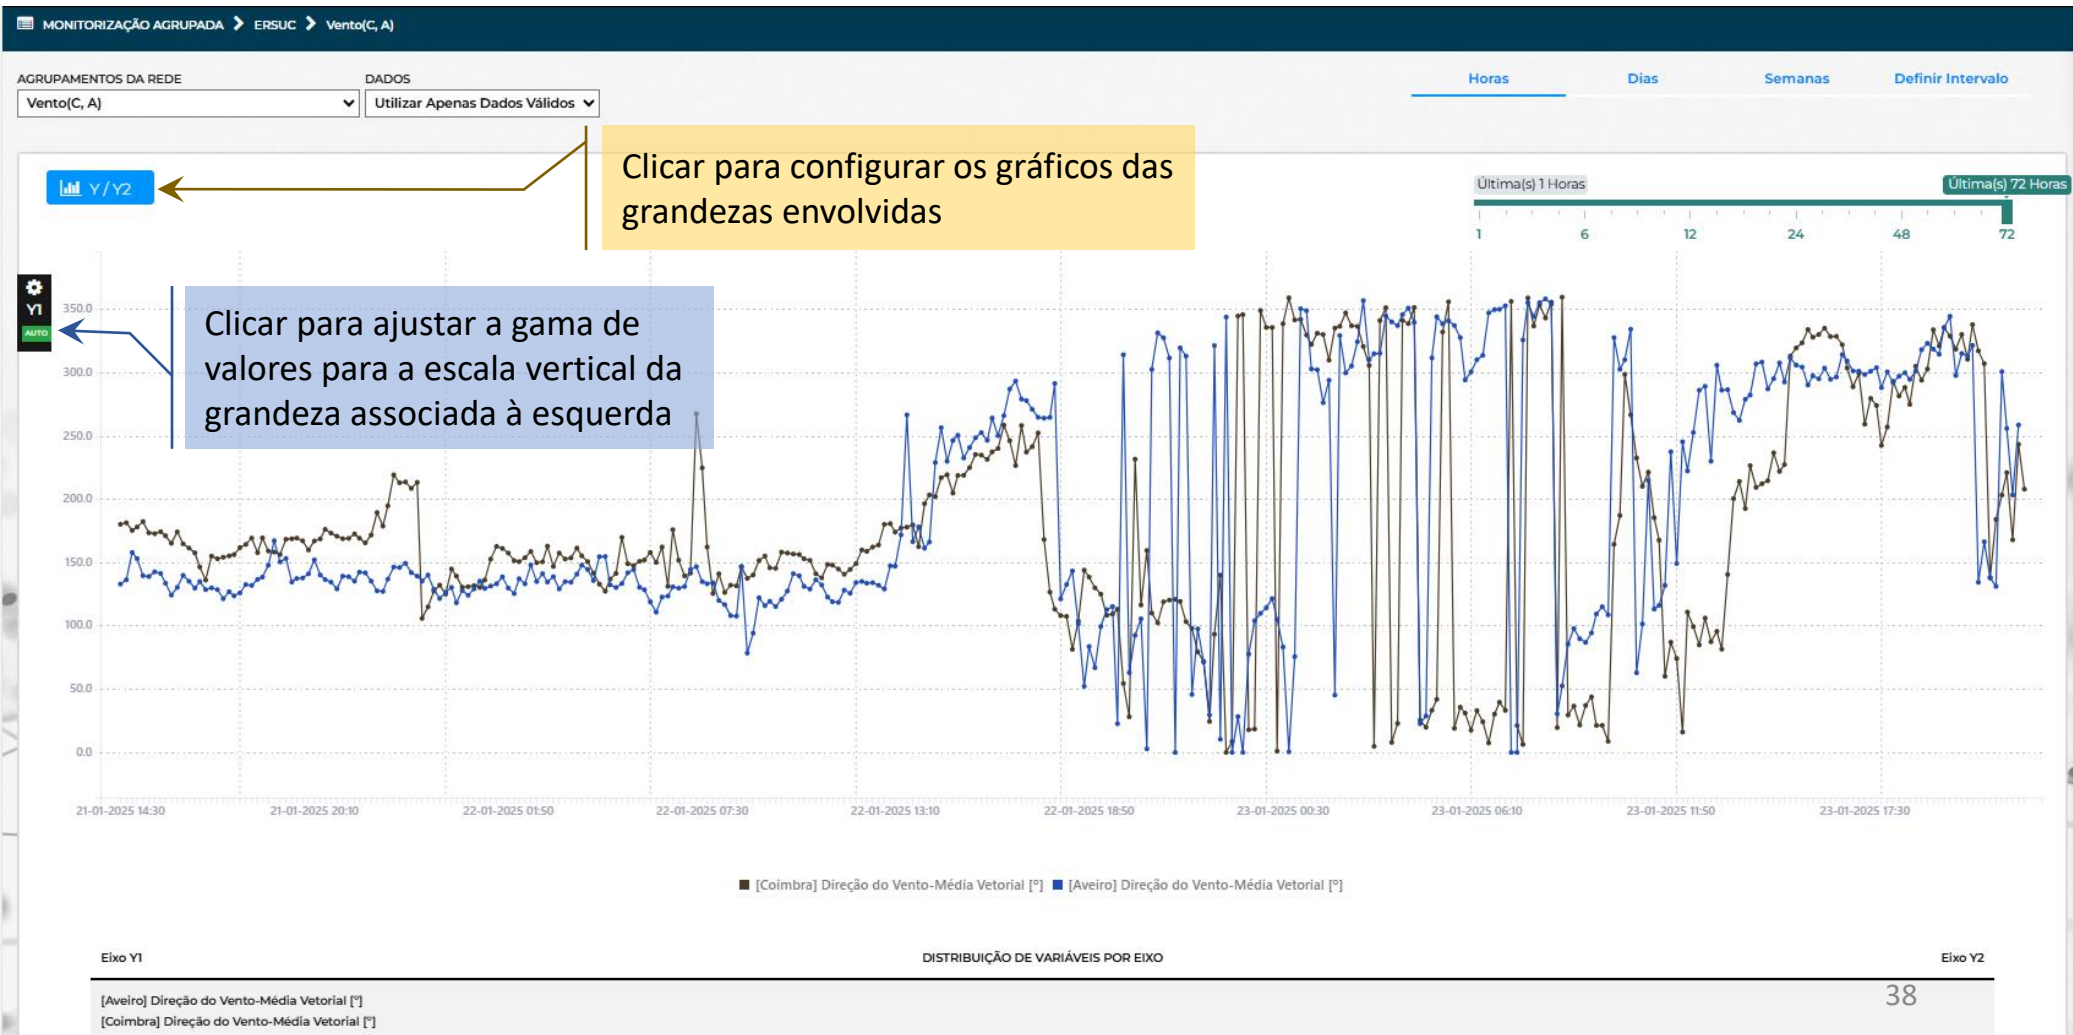 MONITORIZAÇÃO AGRUPADA ERSUC Vento(C, A)
AGRUPAMENTOS DA REDE
DADOS
Vento(C, A)
Utilizar Apenas Dados Válidos
Horas
Dias
Semanas
Definir Intervalo
Y / Y2
Clicar para configurar os gráficos das
grandezas envolvidas
Última(s) 1 Horas
Última(s) 72 Horas
1
6
12
24
48
72
Y1
AUTO
Clicar para ajustar a gama de
valores para a escala vertical da
grandeza associada à esquerda
350.0
300.0
250.0
200.0
150.0
100.0
50.0
0.0
21-01-2025 14:30
21-01-2025 20:10
22-01-2025 01:50
22-01-2025 07:30
22-01-2025 13:10
22-01-2025 18:50
23-01-2025 00:30
23-01-2025 06:10
23-01-2025 11:50
23-01-2025 17:30
[Coimbra] Direção do Vento-Média Vetorial [º]
[Aveiro] Direção do Vento-Média Vetorial [º]
Eixo Y1
DISTRIBUIÇÃO DE VARIÁVEIS POR EIXO
Eixo Y2
[Aveiro] Direção do Vento-Média Vetorial [º]
[Coimbra] Direção do Vento-Média Vetorial [º]
38